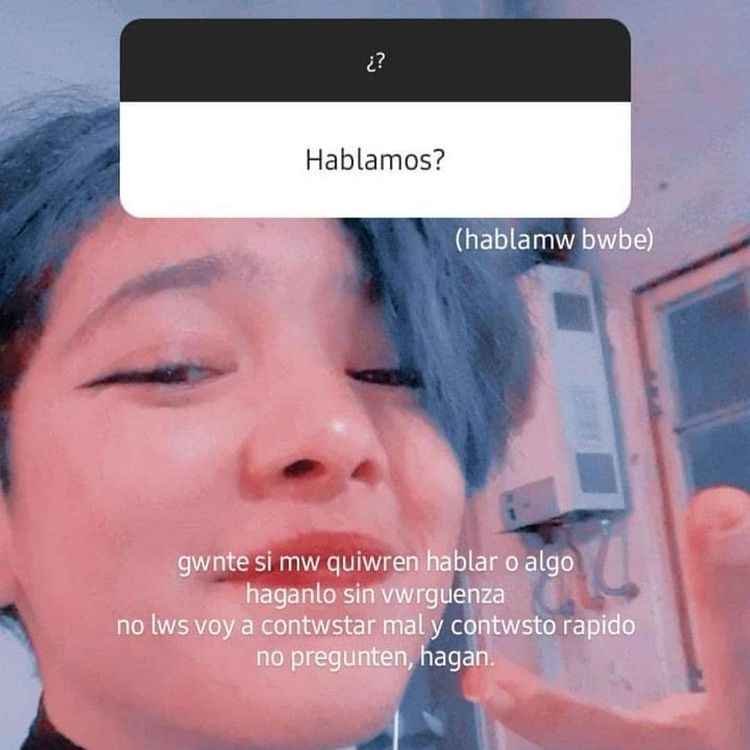 ¿?
Hablamos?
(hablamw bwbe)
gwnte si mw quiwren hablar o algo
haganlo sin vwrguenza
no lws voy a contwstar mal y contwsto rapido
no pregunten, hagan.